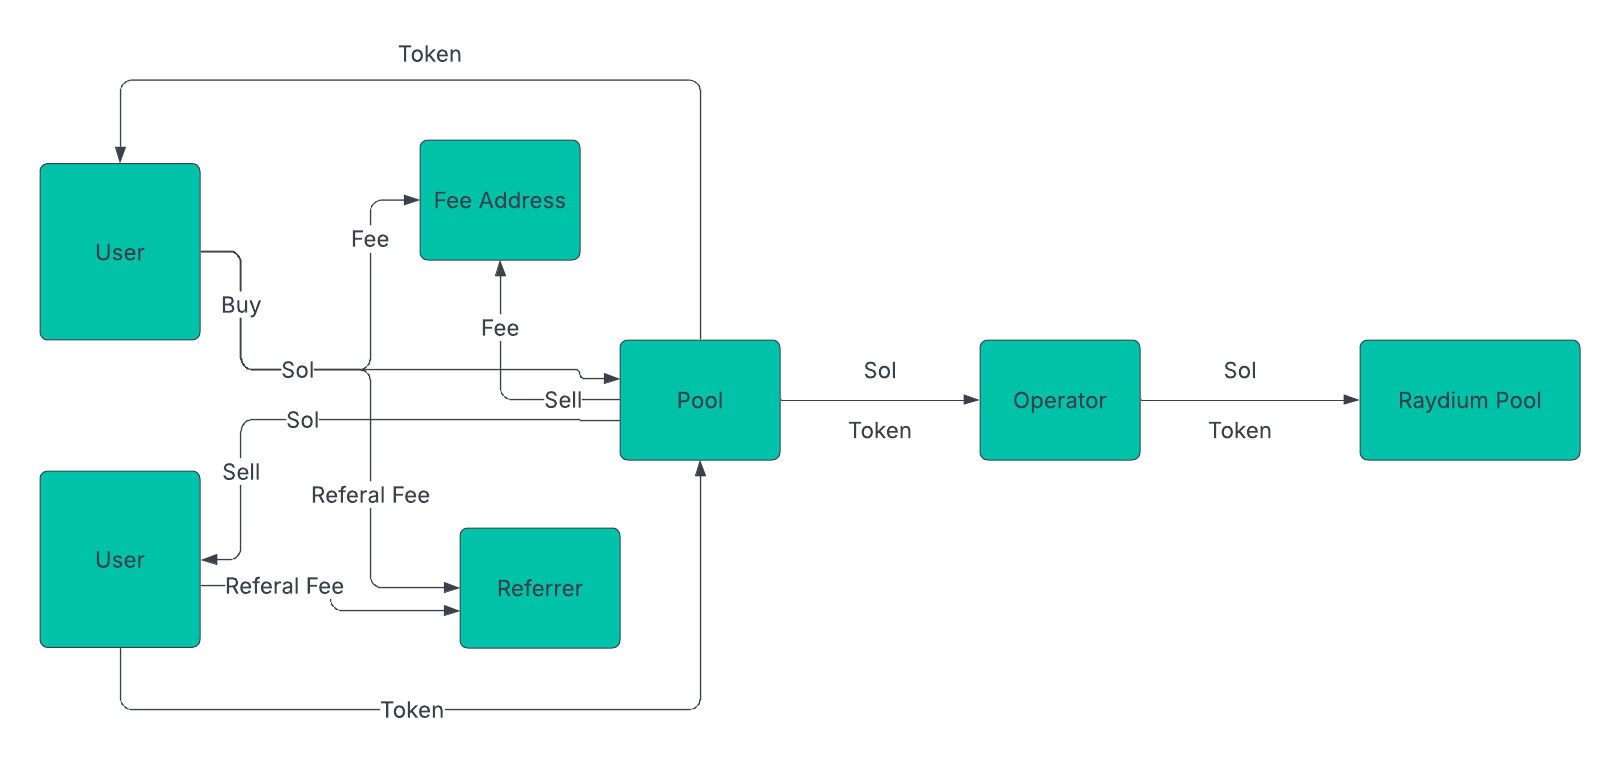 Token
Fee Address
Fee
User
Buy
Fee
Sol
Sell
Pool
Sol
Token
Operator
Sol
Token
Raydium Pool
Sol
Sell
Referal Fee
User
Referal Fee
Referrer
Token